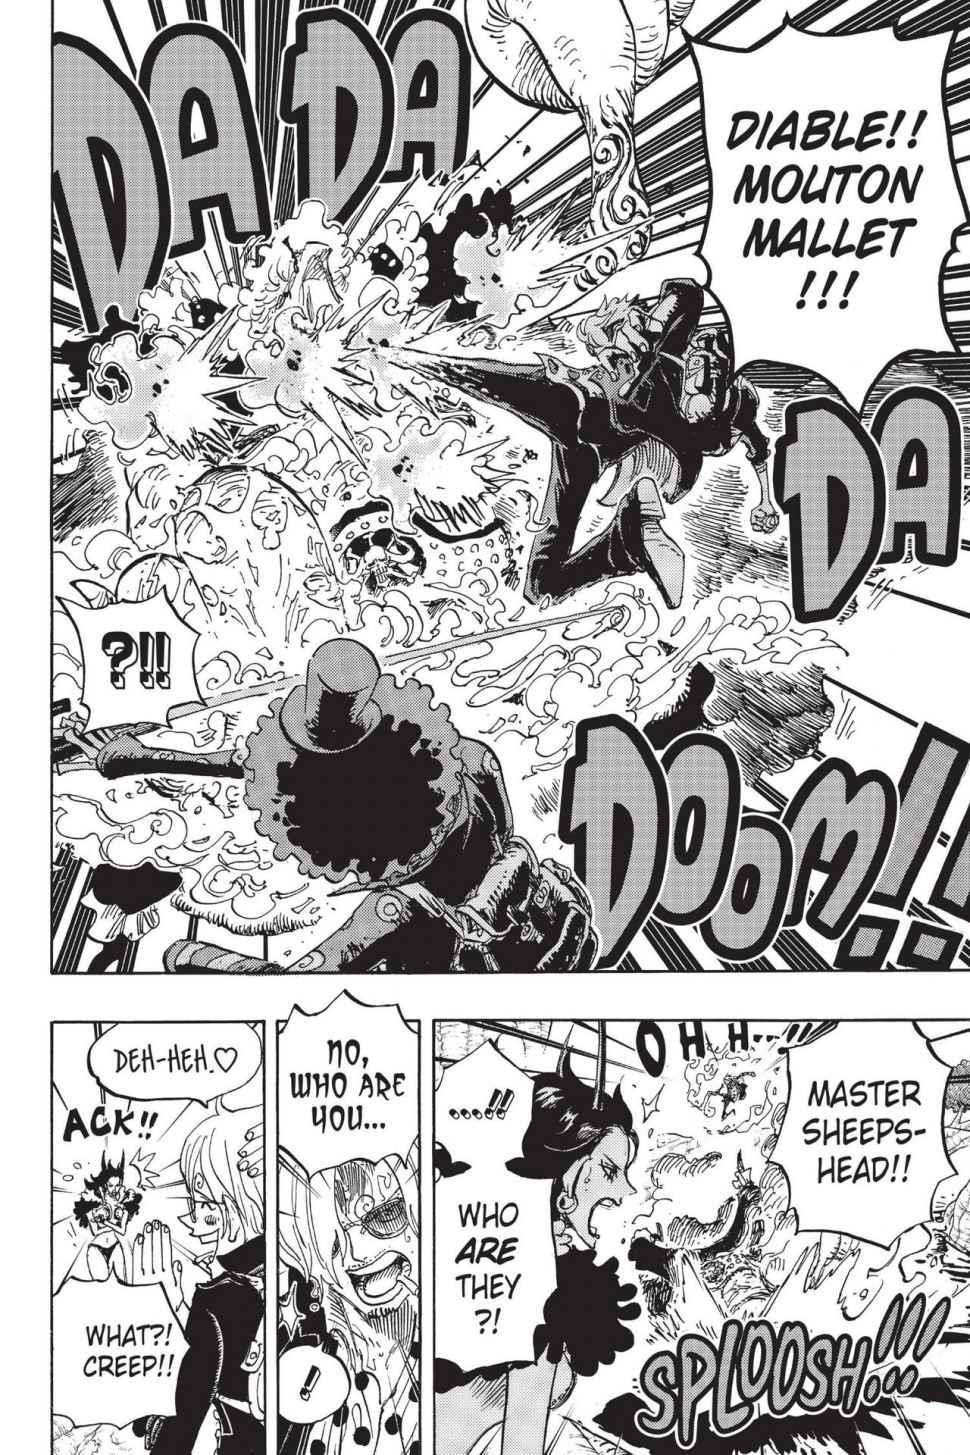 DA DA
DIABLE!!
MOUTON
MALLET
!!!
DA
?!!
DOOM!!
MASTER
SHEEPS-
HEAD!!
OHH...!!
...!!
WHO
ARE
THEY
?!
SPLOOSH!!!
NO,
WHO ARE
YOU...
!
DEH-HEH.♡
ACK!!
WHAT?!
CREEP!!